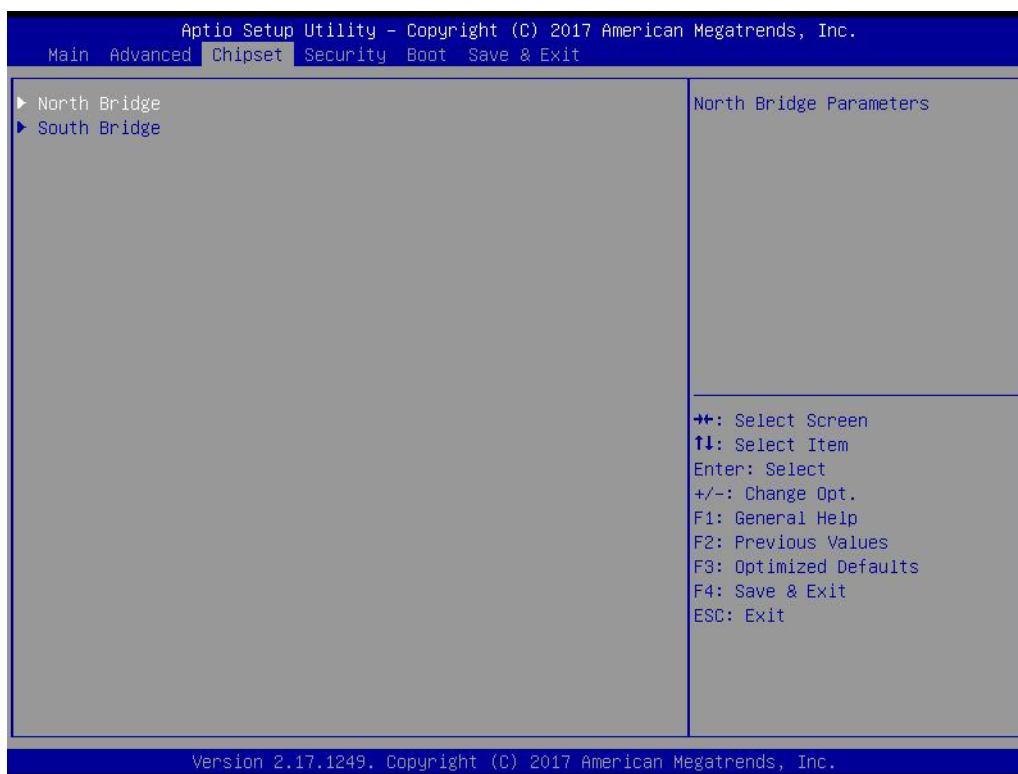 Aptio Setup Utility – Copyright (C) 2017 American Megatrends, Inc.
Main Advanced Chipset Security Boot Save & Exit
▶ North Bridge
▶ South Bridge
North Bridge Parameters
→←: Select Screen
↑↓: Select Item
Enter: Select
+/-: Change Opt.
F1: General Help
F2: Previous Values
F3: Optimized Defaults
F4: Save & Exit
ESC: Exit
Version 2.17.1249. Copyright (C) 2017 American Megatrends, Inc.